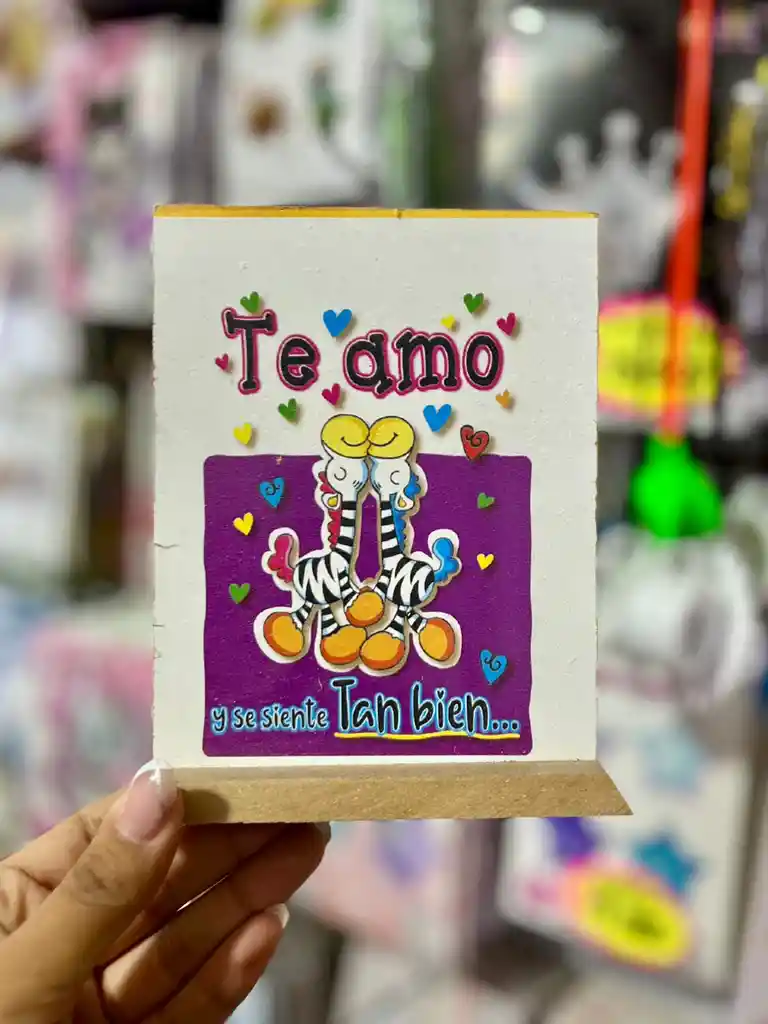 Te amo
y se siente Tan bien...